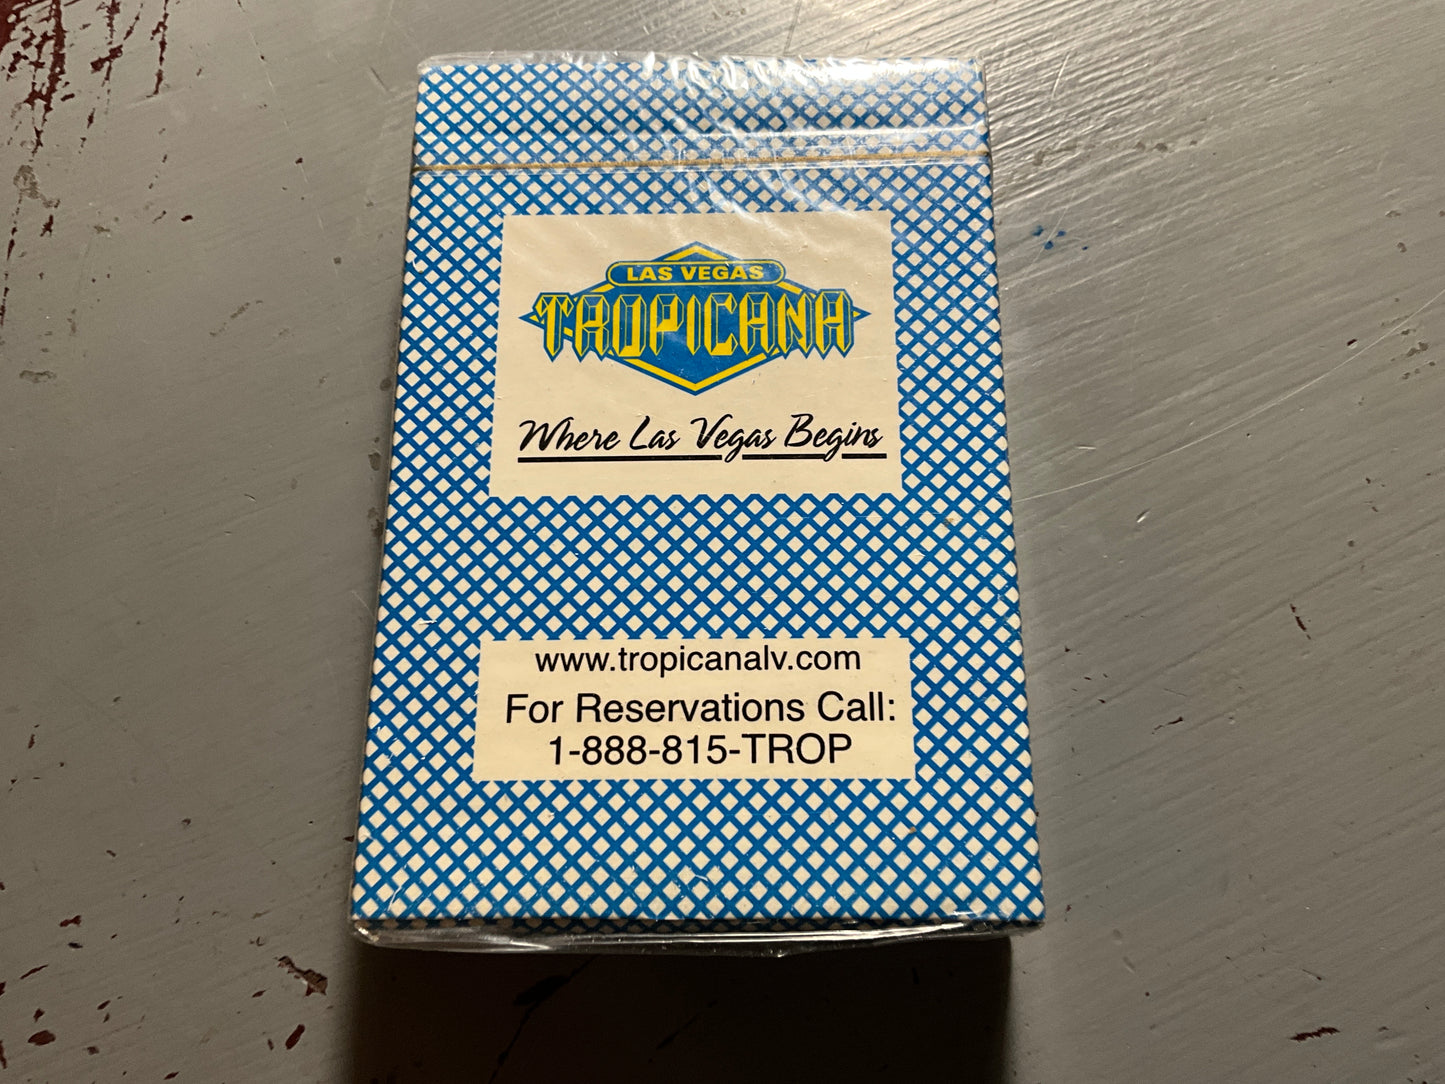 LAS VEGAS
TROPICANA
Where Las Vegas Begins
www.tropicanalv.com
For Reservations Call:
1-888-815-TROP